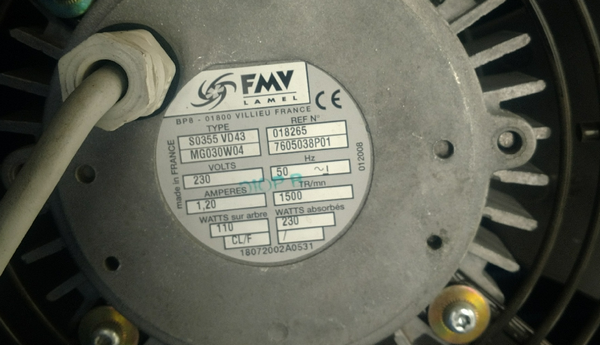 FMV
LAMEL
CE
BP8 - 01800 VILLIEU FRANCE
TYPE REF N°
S0355 VD43 018265
MG030W04 7605038P01
VOLTS Hz
230 50 ~1
AMPERES TR/mn
1,20 1500
WATTS sur arbre WATTS absorbés
110 230
CL/F /
18072002A0531
made in FRANCE
012008